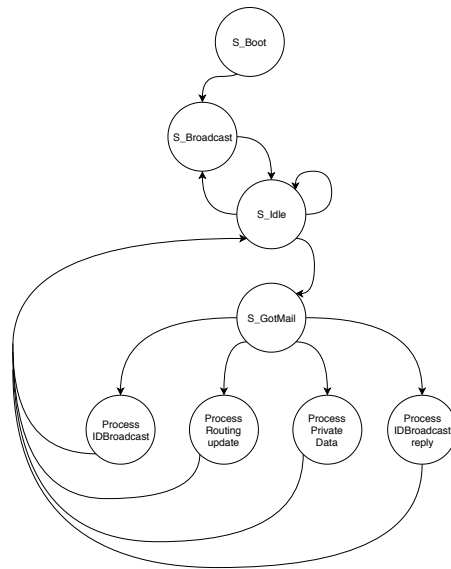 S_Boot
S_Broadcast
S_Idle
S_GotMail
Process
IDBroadcast
Process
Routing
update
Process
Private
Data
Process
IDBroadcast
reply